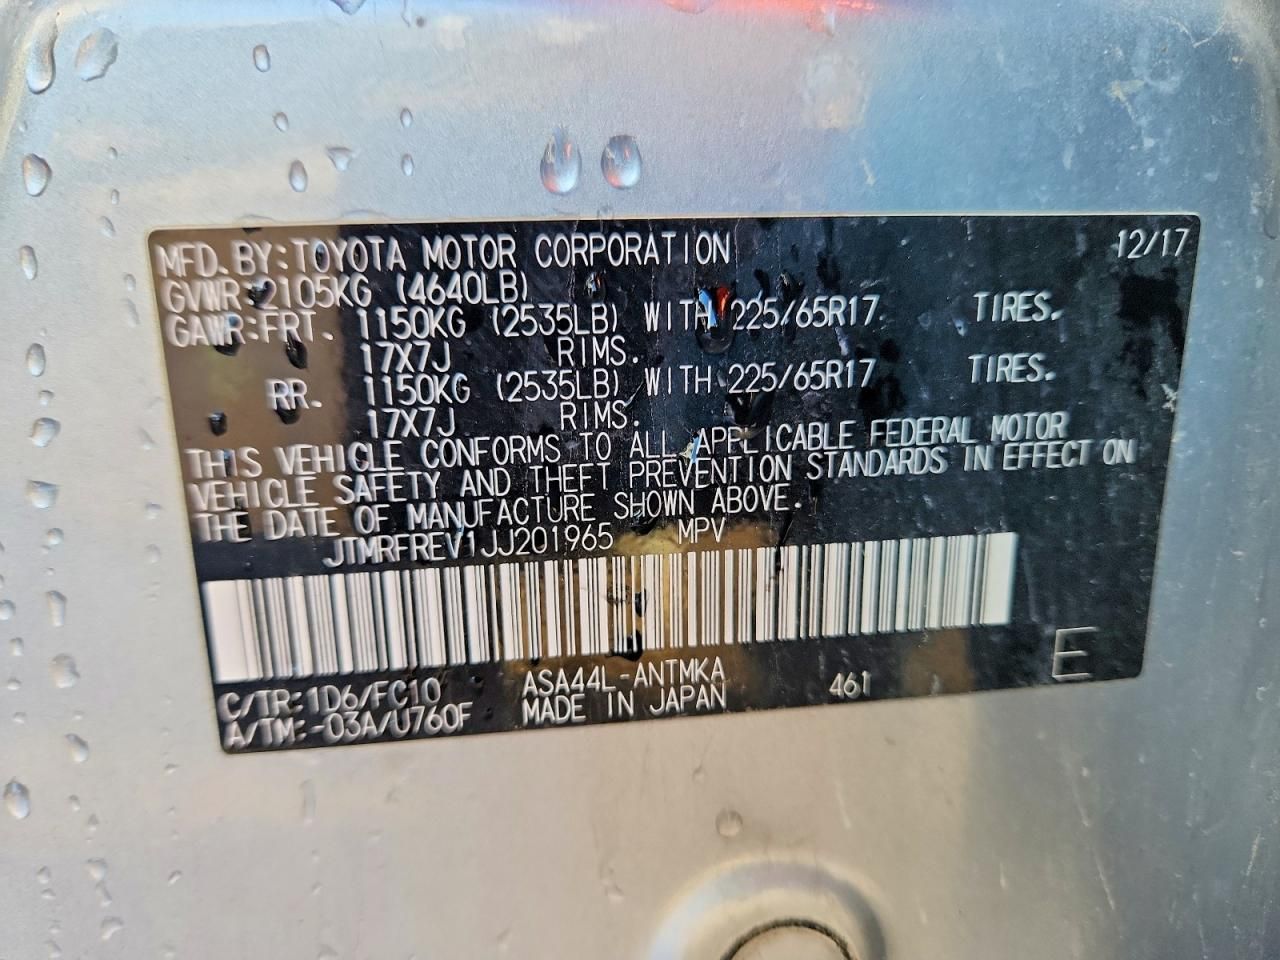 MFD. BY: TOYOTA MOTOR CORPORATION 12/17
GVWR: 2105KG (4640LB)
GAWR: FRT. 1150KG (2535LB) WITH 225/65R17 TIRES.
17X7J RIMS.
RR. 1150KG (2535LB) WITH 225/65R17 TIRES.
17X7J RIMS.
THIS VEHICLE CONFORMS TO ALL APPLICABLE FEDERAL MOTOR
VEHICLE SAFETY AND THEFT PREVENTION STANDARDS IN EFFECT ON
THE DATE OF MANUFACTURE SHOWN ABOVE.
JTMRFREV1JJ201965 MPV
E
C/TR: 1D6/FC10 ASA44L-ANTMKA 461
A/TM: -03A/U760F MADE IN JAPAN